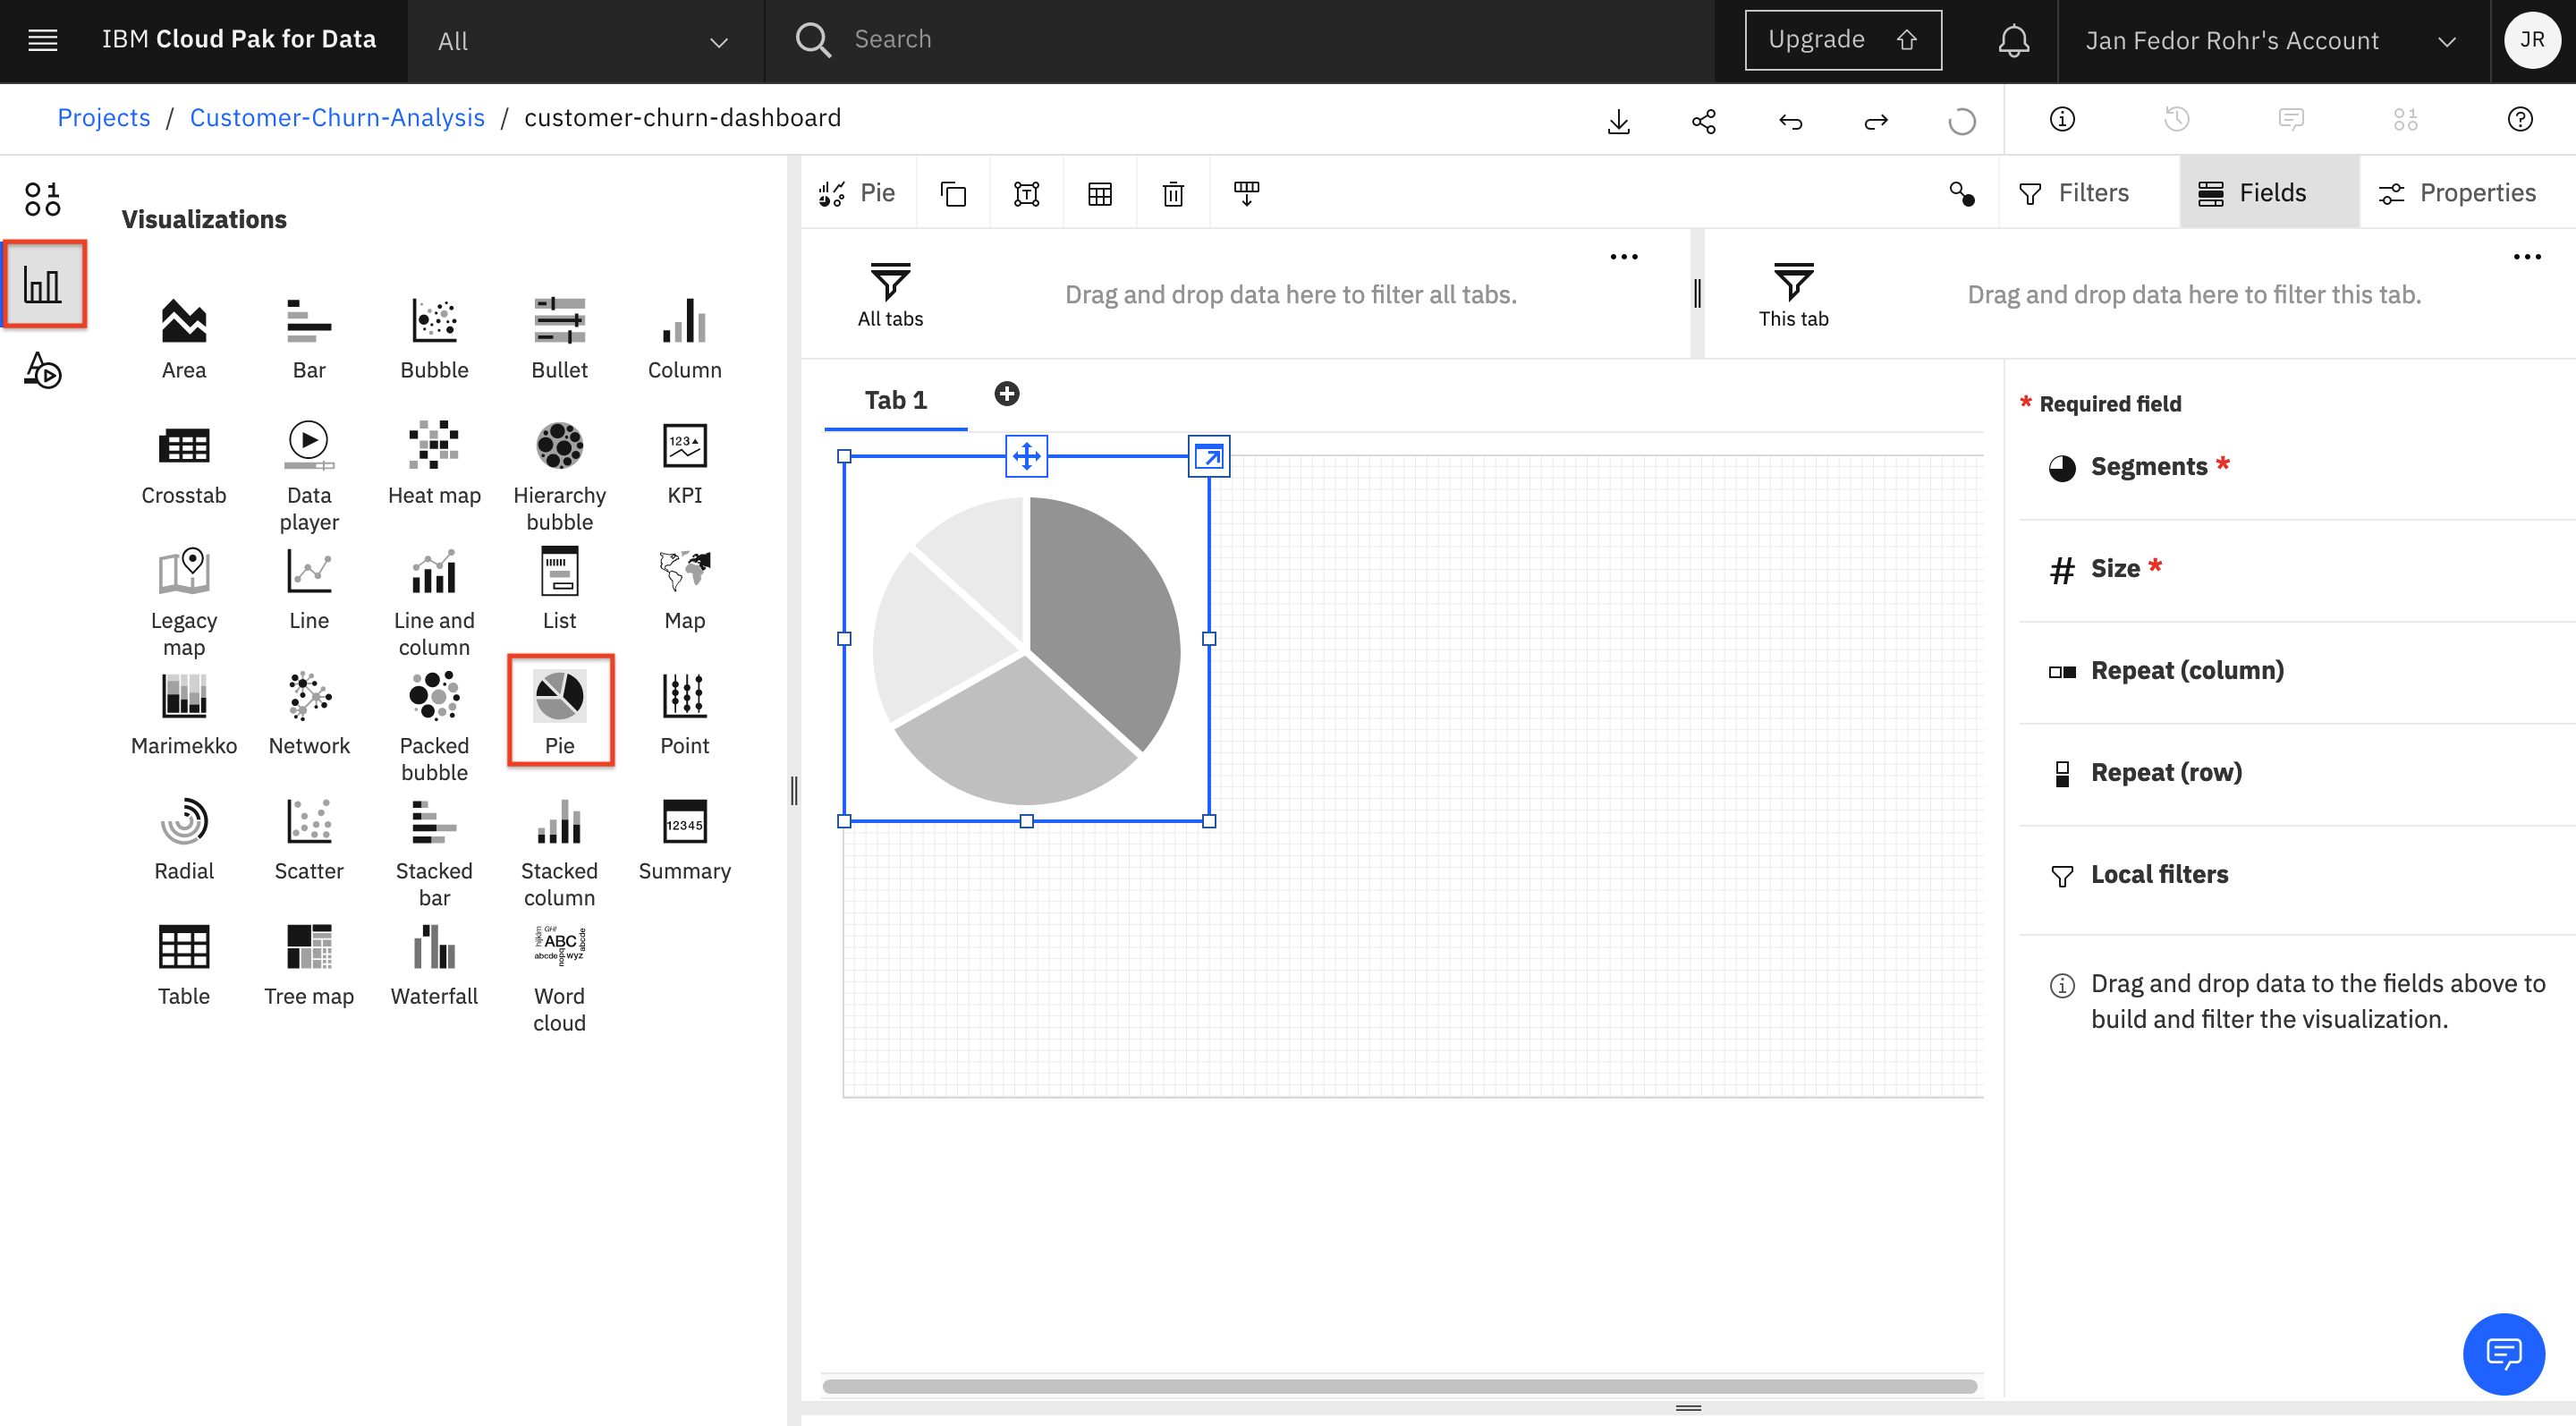 IBM Cloud Pak for Data
All
Search
Upgrade
Jan Fedor Rohr's Account
JR
Projects / Customer-Churn-Analysis / customer-churn-dashboard
Visualizations
Pie
Filters
Fields
Properties
All tabs
Drag and drop data here to filter all tabs.
This tab
Drag and drop data here to filter this tab.
Tab 1
Area
Bar
Bubble
Bullet
Column
Crosstab
Data
player
Heat map
Hierarchy
bubble
KPI
123
Legacy
map
Line
Line and
column
List
Map
Marimekko
Network
Packed
bubble
Pie
Point
Radial
Scatter
Stacked
bar
Stacked
column
12345
Summary
Table
Tree map
Waterfall
ABC
Word
cloud
* Required field
Segments *
# Size *
Repeat (column)
Repeat (row)
Local filters
Drag and drop data to the fields above to
build and filter the visualization.